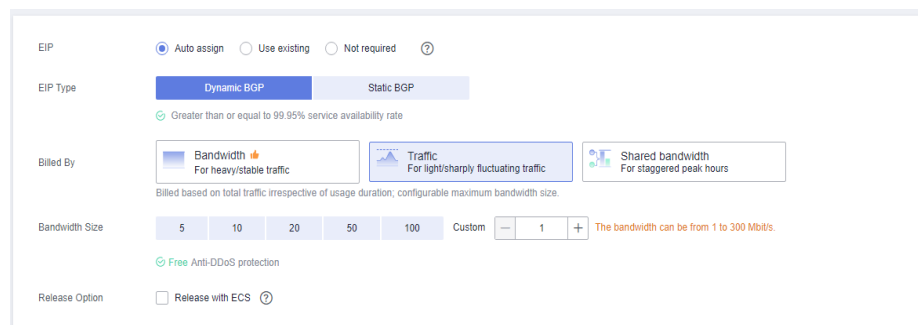 EIP Auto assign Use existing Not required ?
EIP Type Dynamic BGP Static BGP
Greater than or equal to 99.95% service availability rate
Billed By
Bandwidth
For heavy/stable traffic
Traffic
For light/sharply fluctuating traffic
Shared bandwidth
For staggered peak hours
Billed based on total traffic irrespective of usage duration; configurable maximum bandwidth size.
Bandwidth Size 5 10 20 50 100 Custom − 1 + The bandwidth can be from 1 to 300 Mbit/s.
Free Anti-DDoS protection
Release Option Release with ECS ?